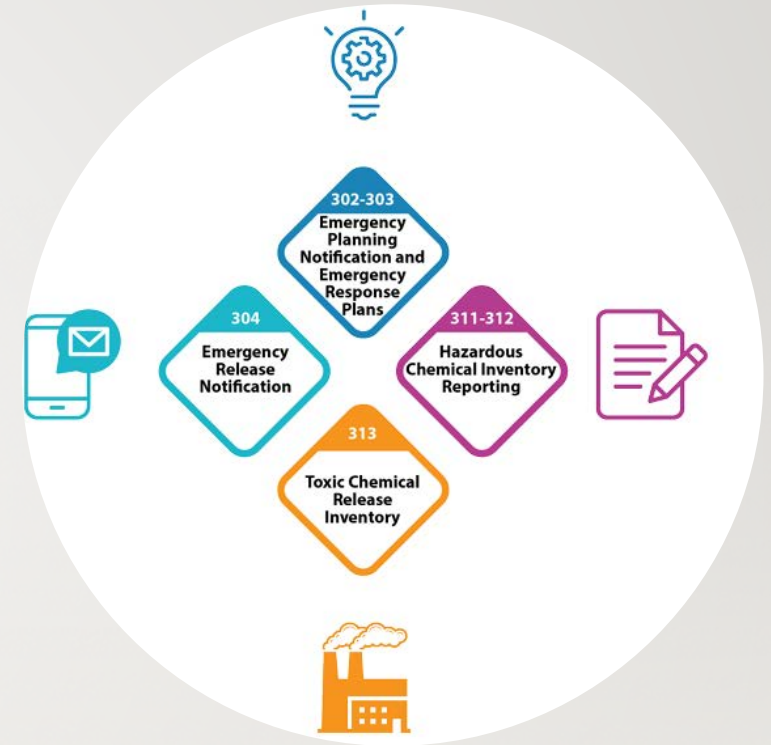 302-303
Emergency
Planning
Notification and
Emergency
Response
Plans
304
Emergency
Release
Notification
311-312
Hazardous
Chemical Inventory
Reporting
313
Toxic Chemical
Release
Inventory